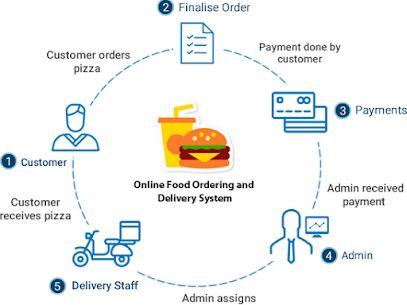 2 Finalise Order
Customer orders
pizza
Payment done by
customer
3 Payments
1 Customer
Online Food Ordering and
Delivery System
Customer
receives pizza
Admin received
payment
4 Admin
5 Delivery Staff
Admin assigns